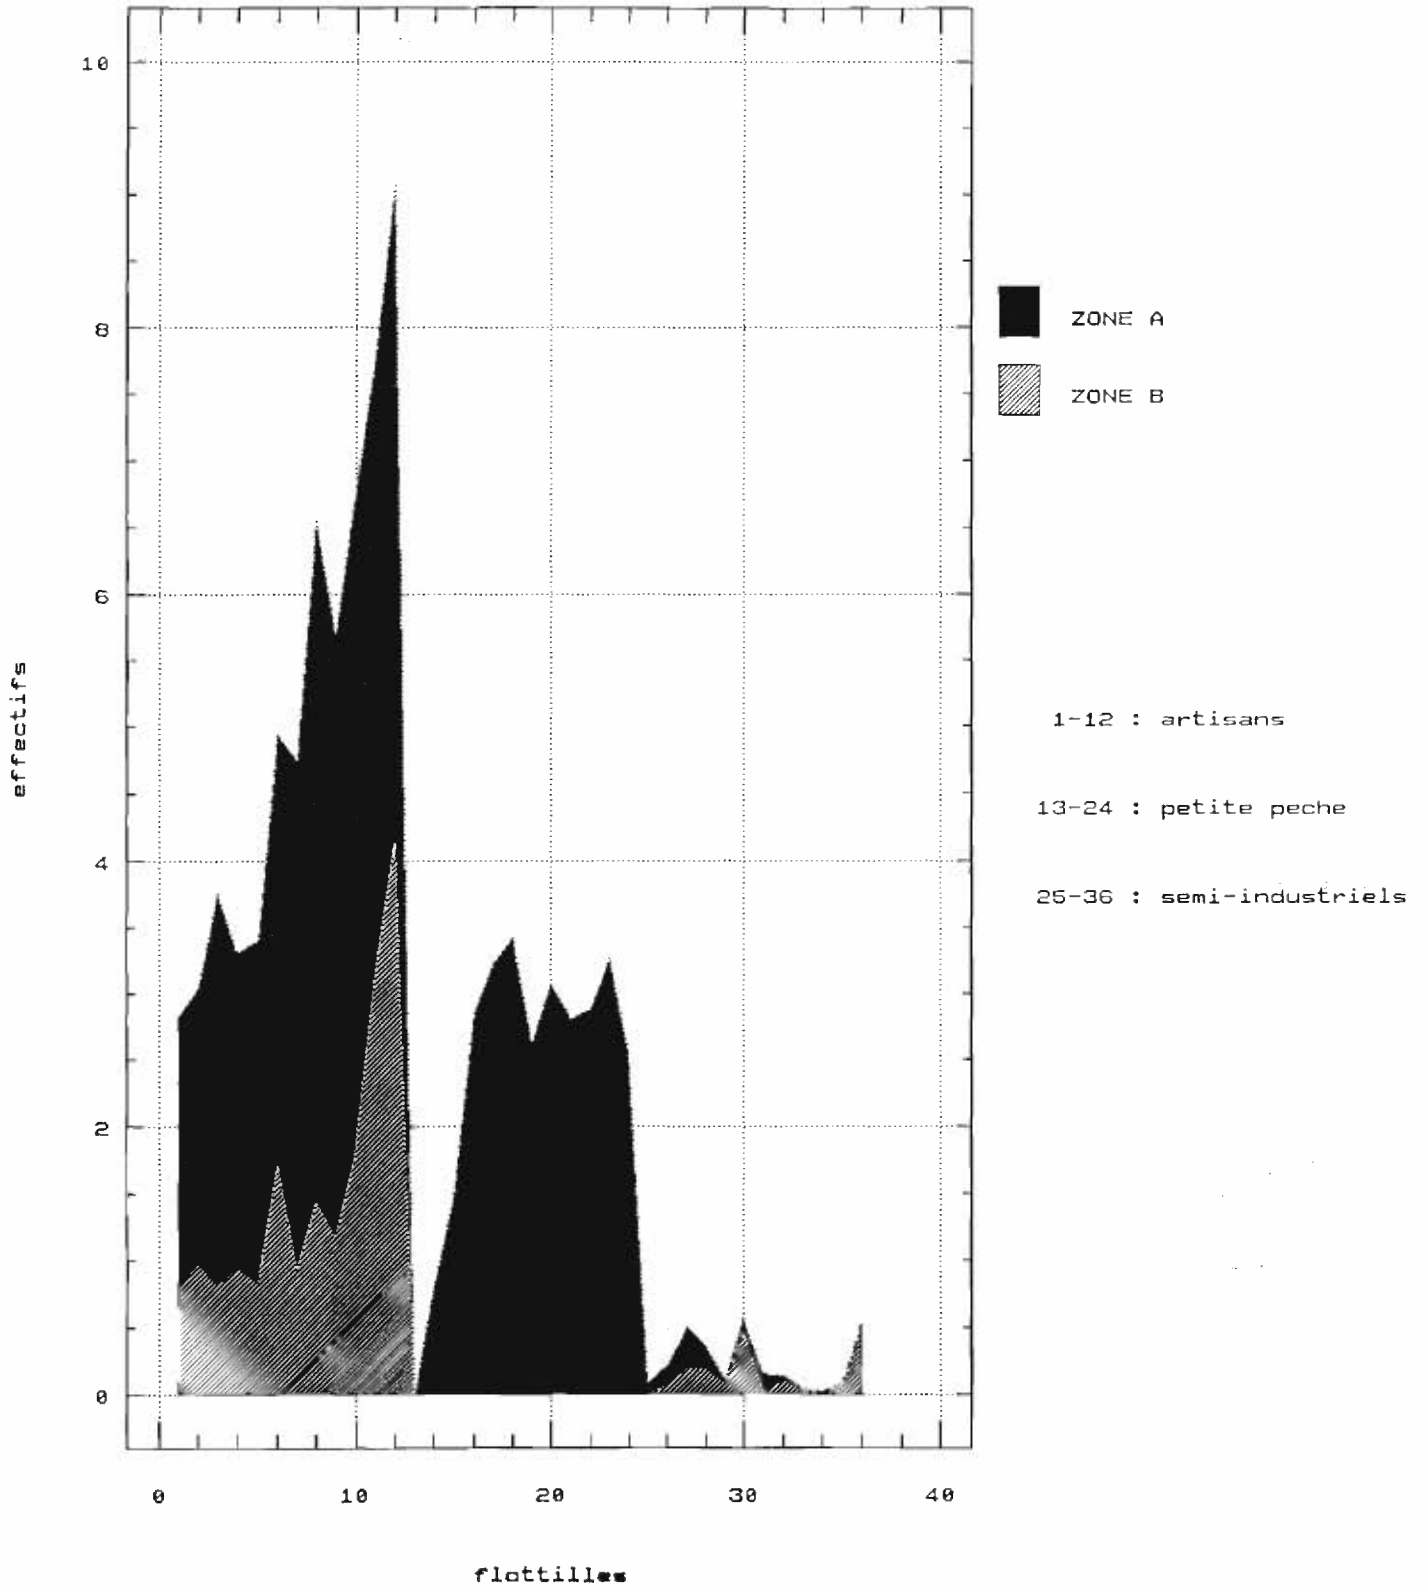 10
8
6
4
2
0
effectifs
0 10 20 30 40
flottilles
ZONE A
ZONE B
1-12 : artisans
13-24 : petite peche
25-36 : semi-industriels